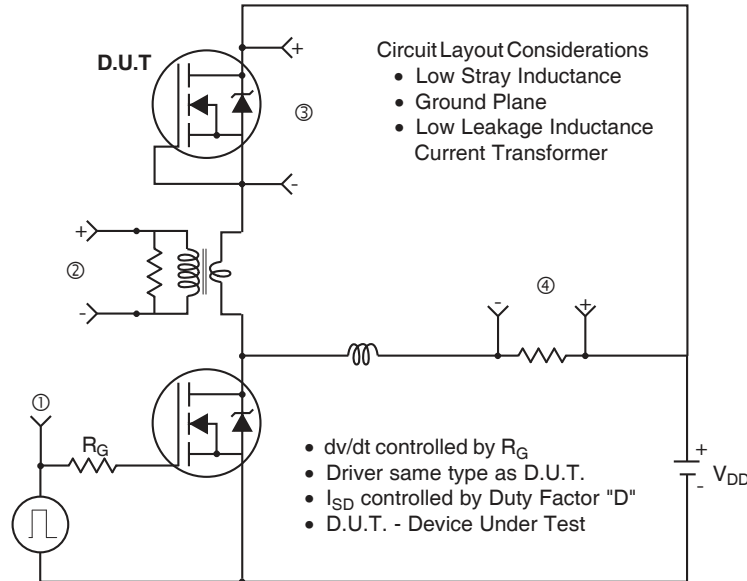 D.U.T
+
Circuit Layout Considerations
• Low Stray Inductance
• Ground Plane
• Low Leakage Inductance
Current Transformer
③
-
+
②
-
④
-
+
①
R_G
• dv/dt controlled by R_G
• Driver same type as D.U.T.
• I_SD controlled by Duty Factor "D"
• D.U.T. - Device Under Test
+
-
V_DD